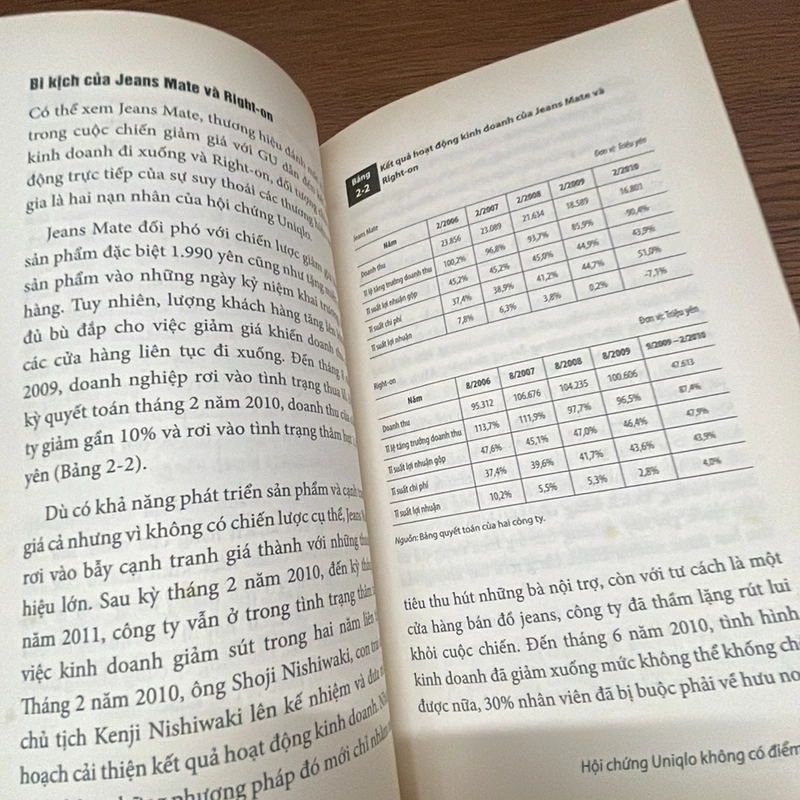 Bi kịch của Jeans Mate và Right-on
Có thể xem Jeans Mate, thương hiệu đánh
trong cuộc chiến giảm giá với GU dẫn đến
kinh doanh đi xuống và Right-on, đối tượng
động trực tiếp của sự suy thoái các thương
gia là hai nạn nhân của hội chứng Uniqlo.
Jeans Mate đối phó với chiến lược giảm
sản phẩm đặc biệt 1.990 yên cũng như tặng
sản phẩm vào những ngày kỷ niệm khai trương
hàng. Tuy nhiên, lượng khách hàng tăng lên
đủ bù đắp cho việc giảm giá khiến doanh
các cửa hàng liên tục đi xuống. Đến tháng
2009, doanh nghiệp rơi vào tình trạng thua
kỳ quyết toán tháng 2 năm 2010, doanh thu
ty giảm gần 10% và rơi vào tình trạng thảm
yên (Bảng 2-2).
Dù có khả năng phát triển sản phẩm và cạnh
giá cả nhưng vì không có chiến lược cụ thể, Jeans
rơi vào bẫy cạnh tranh giá thành với những
hiệu lớn. Sau kỳ tháng 2 năm 2010, đến kỳ
năm 2011, công ty vẫn ở trong tình trạng thảm
việc kinh doanh giảm sút trong hai năm liên
Tháng 2 năm 2010, ông Shoji Nishiwaki, con
chủ tịch Kenji Nishiwaki lên kế nhiệm và đưa
hoạch cải thiện kết quả hoạt động kinh doanh.
phương pháp đó mới chỉ
Bảng 2-2
Kết quả hoạt động kinh doanh của Jeans Mate và
Right-on
Đơn vị: Triệu yên
Jeans Mate
Năm 2/2006 2/2007 2/2008 2/2009 2/2010
Doanh thu 23.856 23.089 21.634 18.589 16.801
Tỉ lệ tăng trưởng doanh thu 100,2% 96,8% 93,7% 85,9% 90,4%
Tỉ suất lợi nhuận gộp 45,2% 45,2% 45,0% 44,9% 43,9%
Tỉ suất chi phí 37,4% 38,9% 41,2% 44,7% 51,0%
Tỉ suất lợi nhuận 7,8% 6,3% 3,8% 0,2% -7,1%
Đơn vị: Triệu yên
Right-on
Năm 8/2006 8/2007 8/2008 8/2009 9/2009 – 2/2010
Doanh thu 95.312 106.676 104.235 100.606 47.613
Tỉ lệ tăng trưởng doanh thu 113,7% 111,9% 97,7% 96,5% 87,4%
Tỉ suất lợi nhuận gộp 47,6% 45,1% 47,0% 46,4% 47,9%
Tỉ suất chi phí 37,4% 39,6% 41,7% 43,6% 43,9%
Tỉ suất lợi nhuận 10,2% 5,5% 5,3% 2,8% 4,0%
Nguồn: Bảng quyết toán của hai công ty.
tiêu thu hút những bà nội trợ, còn với tư cách là một
cửa hàng bán đồ jeans, công ty đã thầm lặng rút lui
khỏi cuộc chiến. Đến tháng 6 năm 2010, tình hình
kinh doanh đã giảm xuống mức không thể khống
được nữa, 30% nhân viên đã bị buộc phải về hưu
Hội chứng Uniqlo không có điểm